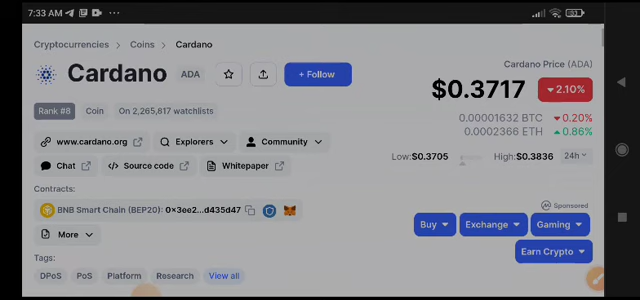 7:33 AM
Cryptocurrencies > Coins > Cardano
Cardano ADA + Follow
Rank #8 Coin On 2,265,817 watchlists
www.cardano.org Explorers Community
Chat Source code Whitepaper
Contracts:
BNB Smart Chain (BEP20): 0x3ee2...d435d47
More
Tags:
DPoS PoS Platform Research View all
Cardano Price (ADA)
$0.3717 2.10%
0.00001632 BTC 0.20%
0.0002366 ETH 0.86%
Low:$0.3705 High:$0.3836 24h
Sponsored
Buy Exchange Gaming
Earn Crypto